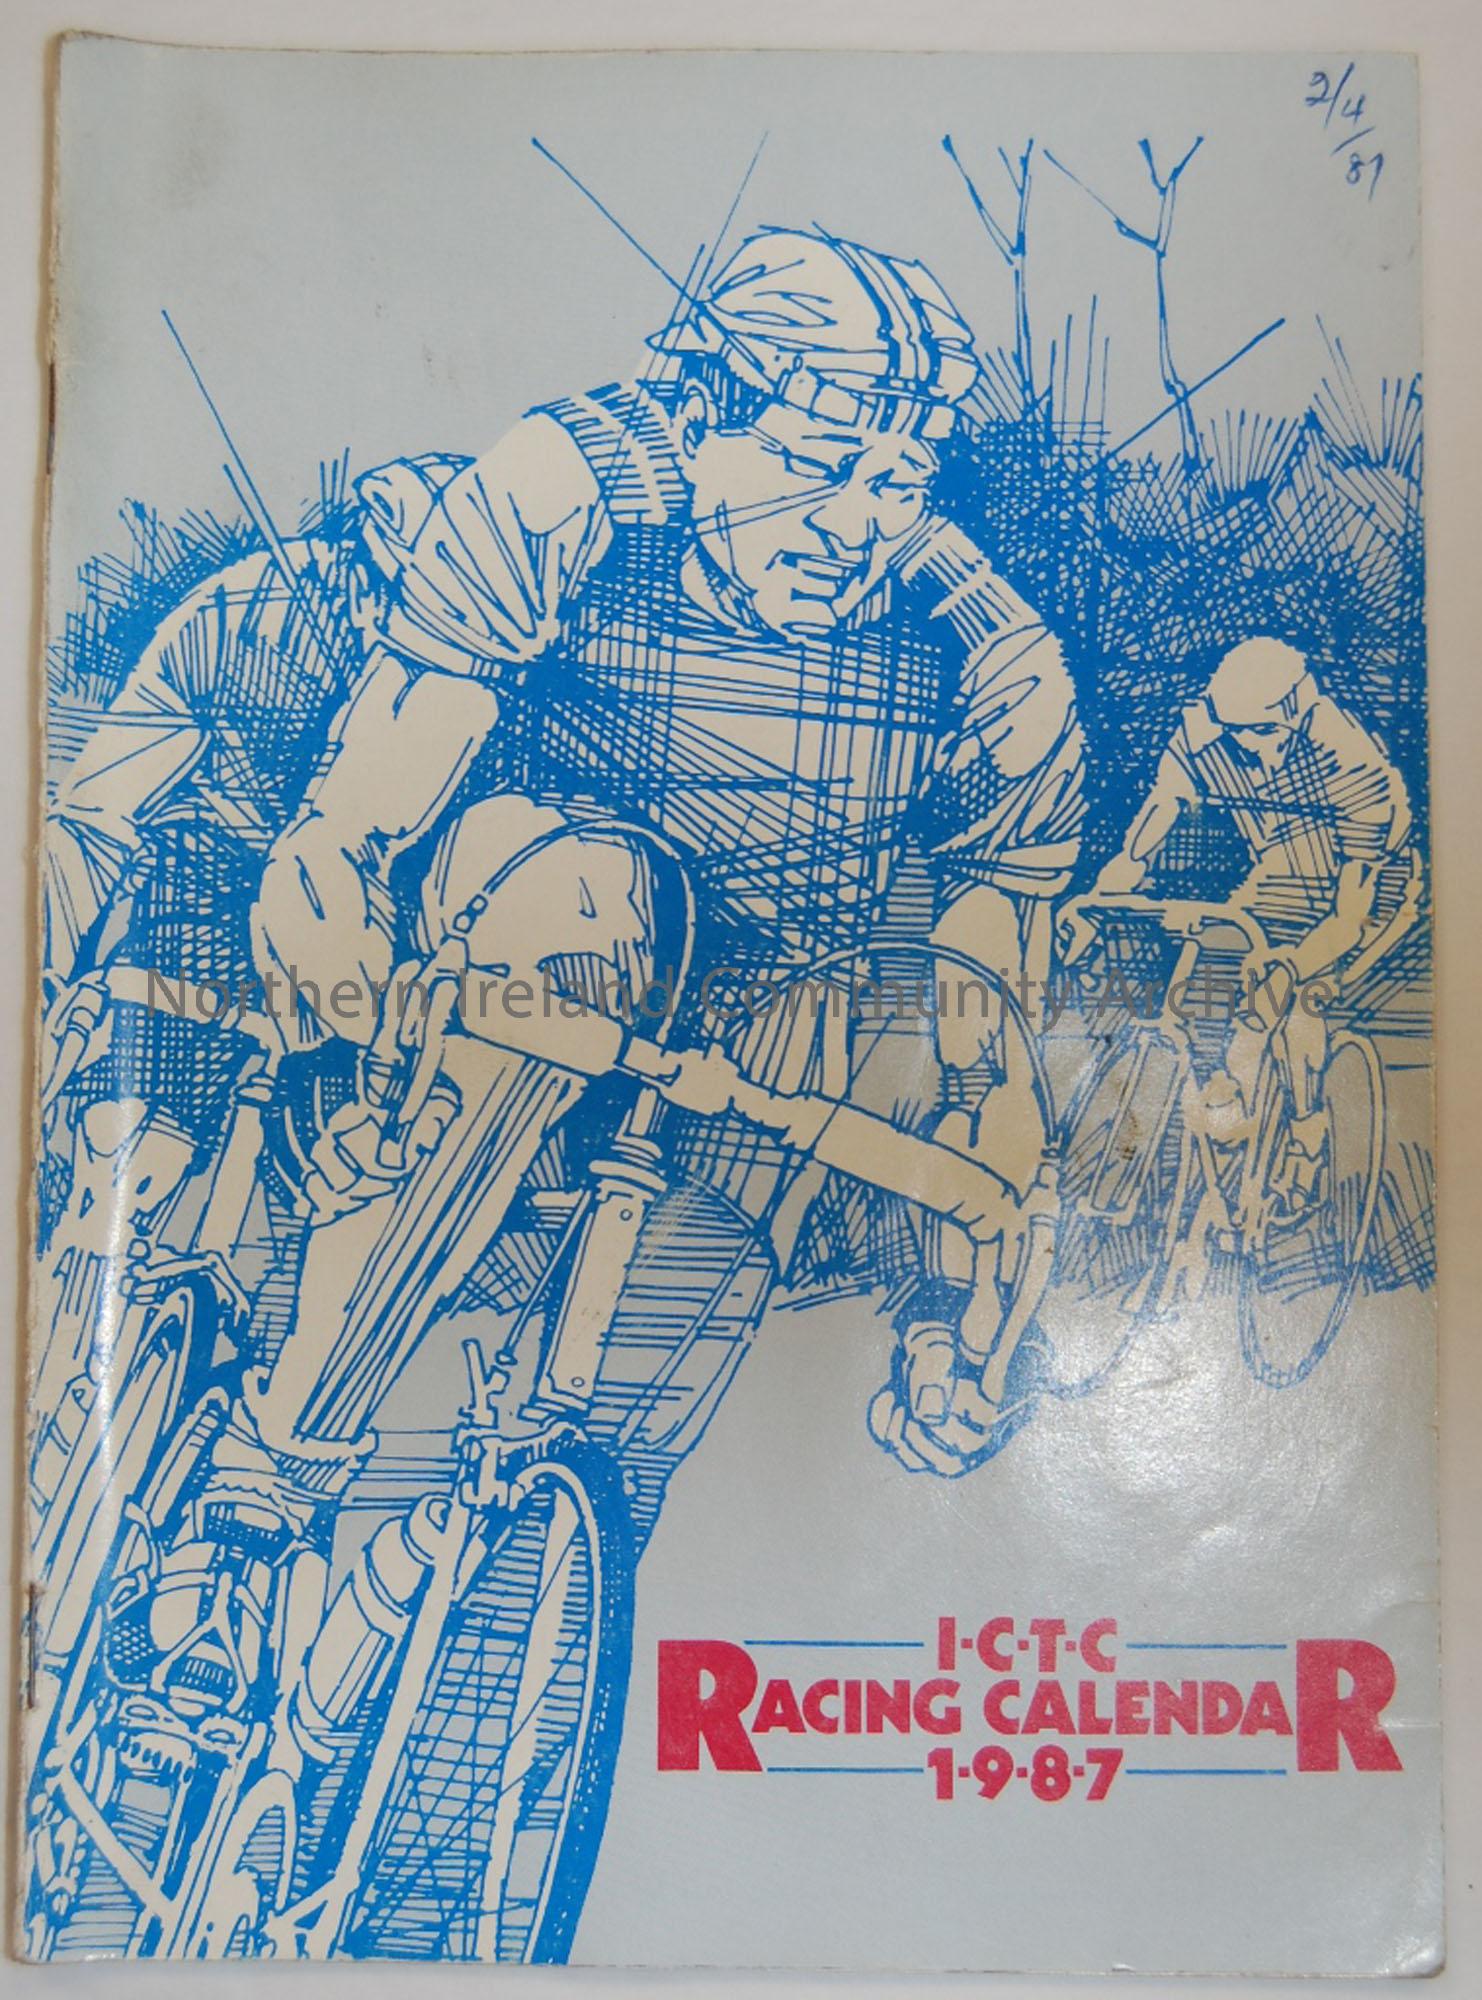 2/4/87
Northern Ireland Community Archive
I·C·T·C
RACING CALENDAR
1·9·8·7